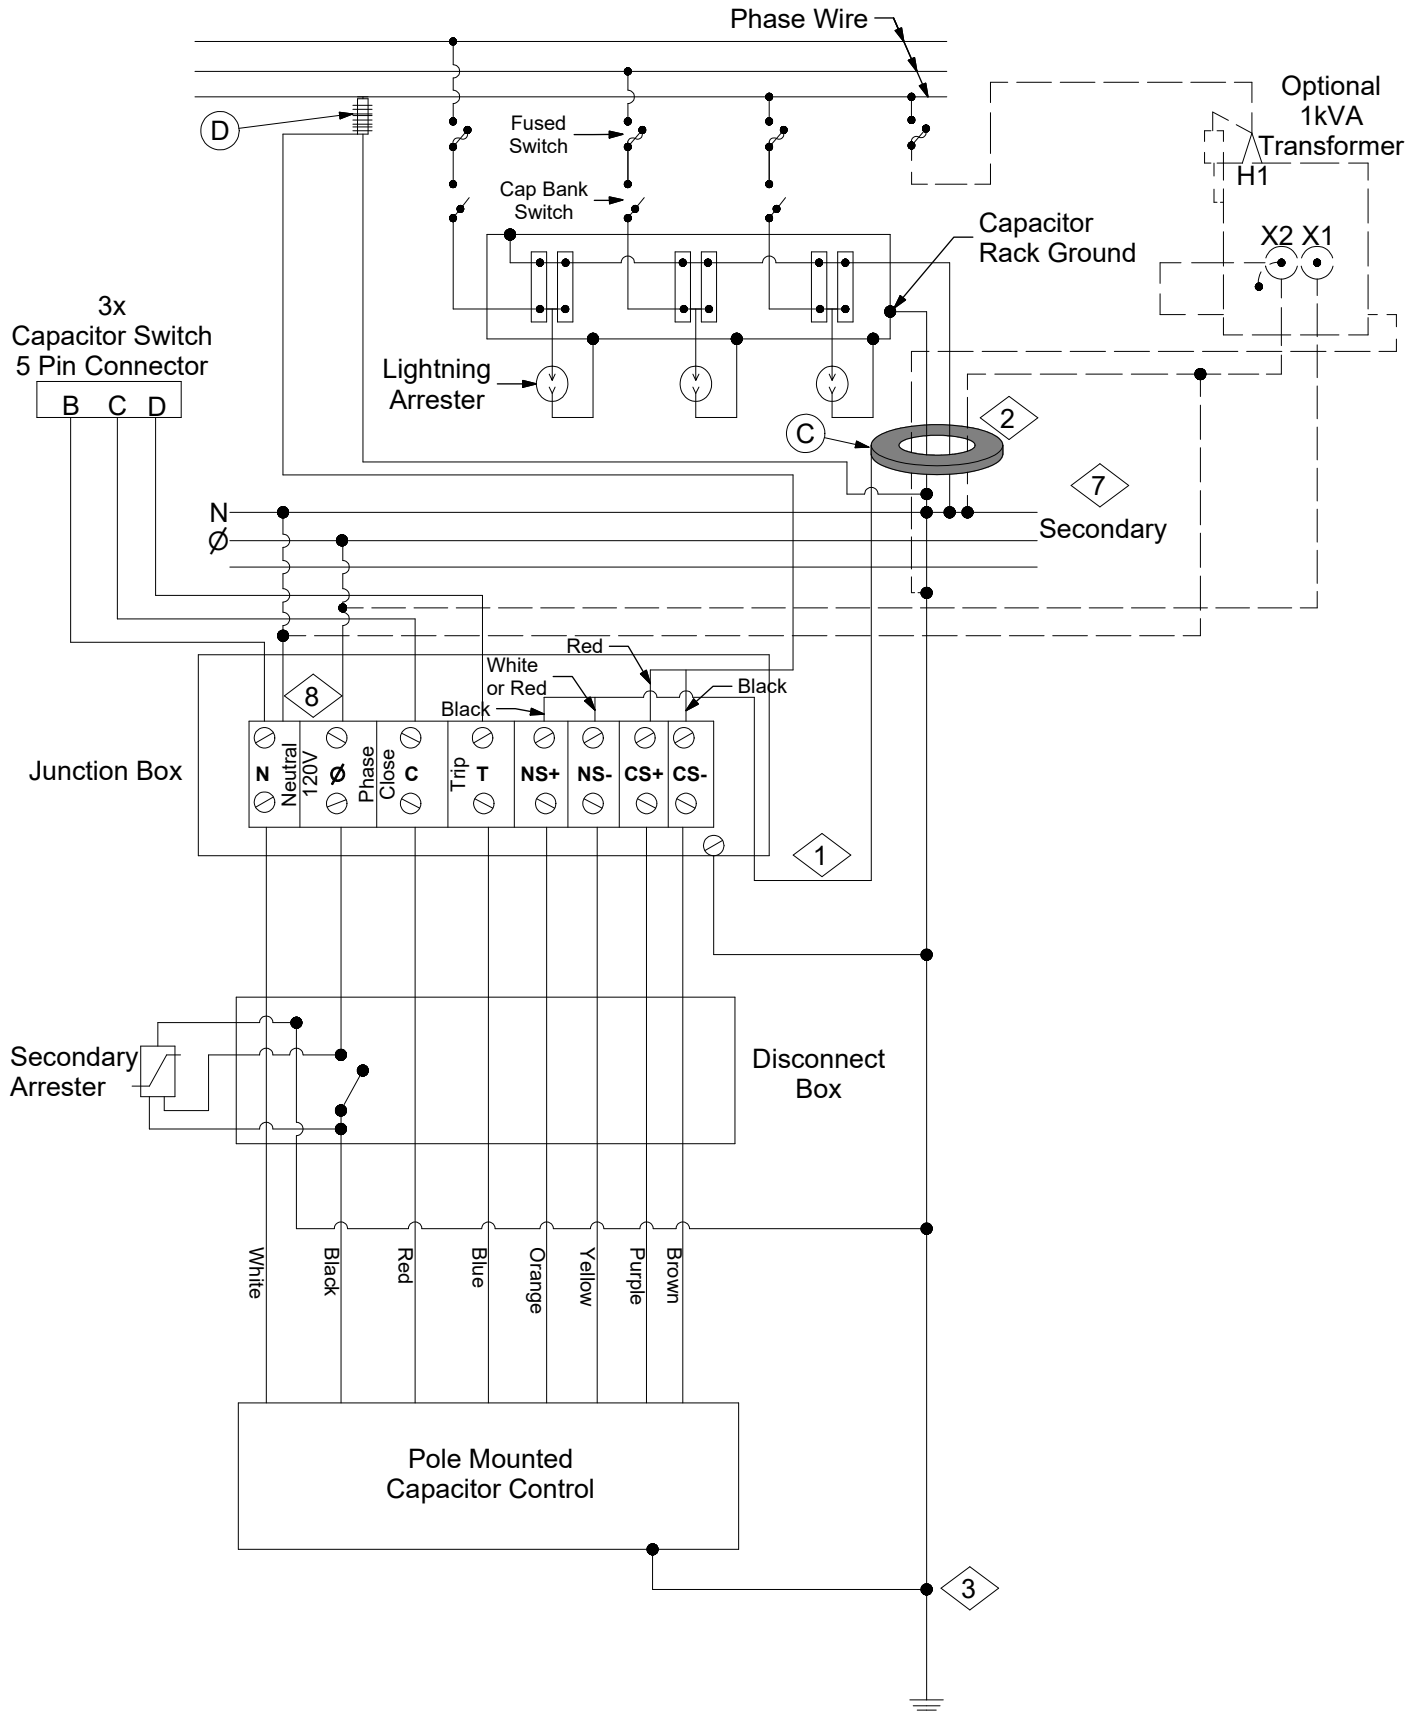 Phase Wire
Optional
1kVA
Transformer
D
Fused
Switch
H1
Cap Bank
Switch
Capacitor
Rack Ground
X2 X1
3x
Capacitor Switch
5 Pin Connector
Lightning
Arrester
B C D
2
C
7
N
Secondary
Ø
Red
White
or Red
8
Black
Black
Junction Box
N
Neutral
120V
Ø
Phase
Close
C
Trip
T
NS+
NS-
CS+
CS-
1
Secondary
Arrester
Disconnect
Box
White
Black
Red
Blue
Orange
Yellow
Purple
Brown
Pole Mounted
Capacitor Control
3